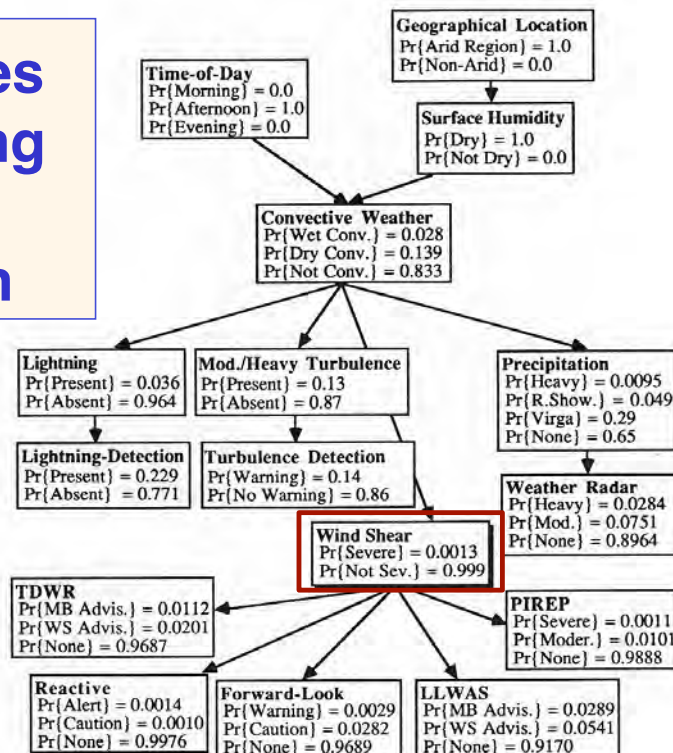 es
ng
n
Geographical Location
Pr{Arid Region} = 1.0
Pr{Non-Arid} = 0.0
Time-of-Day
Pr{Morning} = 0.0
Pr{Afternoon} = 1.0
Pr{Evening} = 0.0
Surface Humidity
Pr{Dry} = 1.0
Pr{Not Dry} = 0.0
Convective Weather
Pr{Wet Conv.} = 0.028
Pr{Dry Conv.} = 0.139
Pr{Not Conv.} = 0.833
Lightning
Pr{Present} = 0.036
Pr{Absent} = 0.964
Mod./Heavy Turbulence
Pr{Present} = 0.13
Pr{Absent} = 0.87
Precipitation
Pr{Heavy} = 0.0095
Pr{R.Show.} = 0.049
Pr{Virga} = 0.29
Pr{None} = 0.65
Lightning-Detection
Pr{Present} = 0.229
Pr{Absent} = 0.771
Turbulence Detection
Pr{Warning} = 0.14
Pr{No Warning} = 0.86
Weather Radar
Pr{Heavy} = 0.0284
Pr{Mod.} = 0.0751
Pr{None} = 0.8964
Wind Shear
Pr{Severe} = 0.0013
Pr{Not Sev.} = 0.999
TDWR
Pr{MB Advis.} = 0.0112
Pr{WS Advis.} = 0.0201
Pr{None} = 0.9687
PIREP
Pr{Severe} = 0.0011
Pr{Moder.} = 0.0101
Pr{None} = 0.9888
Reactive
Pr{Alert} = 0.0014
Pr{Caution} = 0.0010
Pr{None} = 0.9976
Forward-Look
Pr{Warning} = 0.0029
Pr{Caution} = 0.0282
Pr{None} = 0.9689
LLWAS
Pr{MB Advis.} = 0.0289
Pr{WS Advis.} = 0.0541
Pr{None} = 0.9170